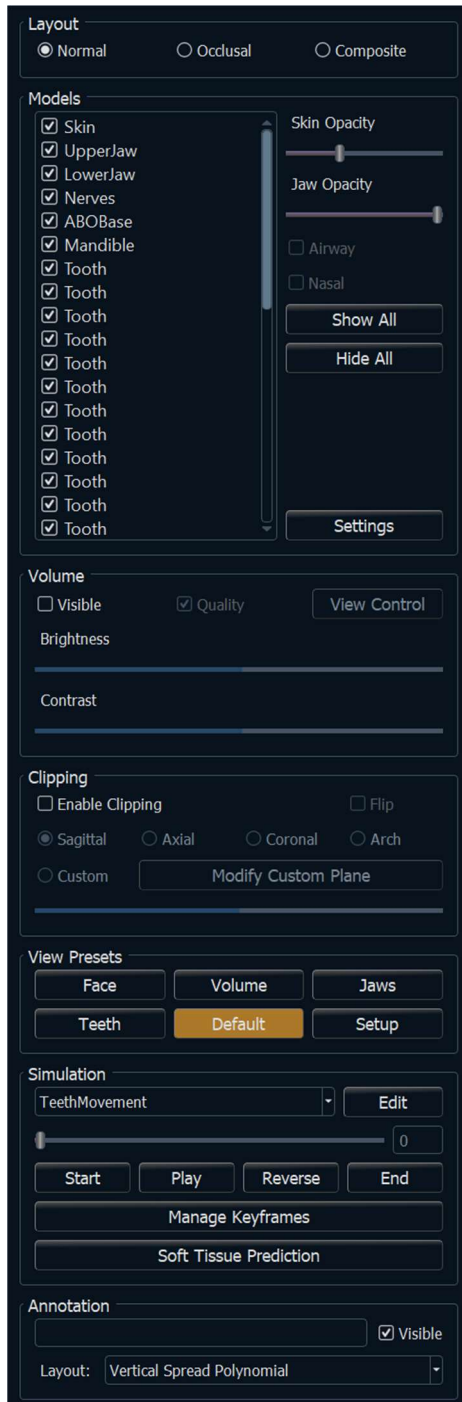 Layout
Normal Occlusal Composite
Models
Skin
UpperJaw
LowerJaw
Nerves
ABOBase
Mandible
Tooth
Tooth
Tooth
Tooth
Tooth
Tooth
Tooth
Tooth
Tooth
Tooth
Tooth
Tooth
Skin Opacity
Jaw Opacity
Airway
Nasal
Show All
Hide All
Settings
Volume
Visible Quality View Control
Brightness
Contrast
Clipping
Enable Clipping Flip
Sagittal Axial Coronal Arch
Custom Modify Custom Plane
View Presets
Face Volume Jaws
Teeth Default Setup
Simulation
TeethMovement Edit
0
Start Play Reverse End
Manage Keyframes
Soft Tissue Prediction
Annotation
Visible
Layout: Vertical Spread Polynomial